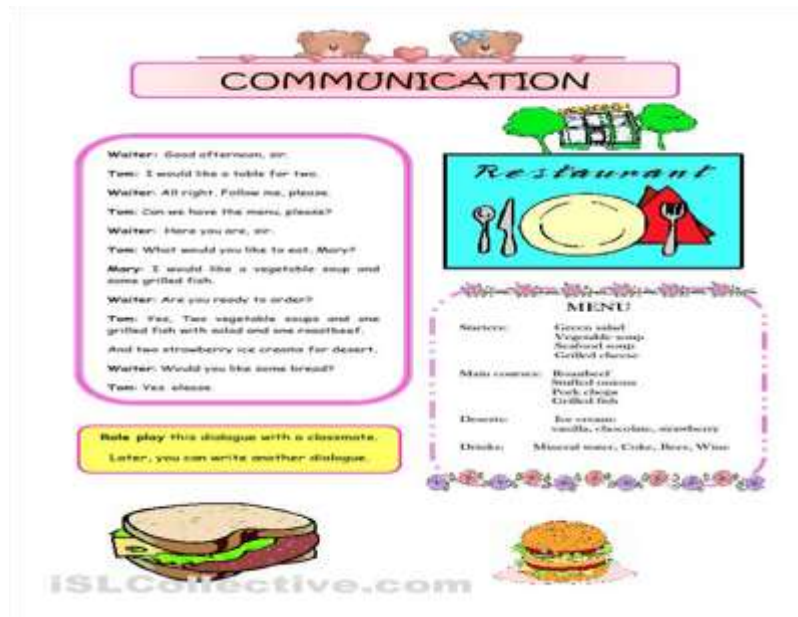 COMMUNICATION
Waiter: Good afternoon, sir.
Tom: I would like a table for two.
Waiter: All right. Follow me, please.
Tom: Can we have the menu, please?
Waiter: Here you are, sir.
Tom: What would you like to eat, Mary?
Mary: I would like a vegetable soup and
some grilled fish.
Waiter: Are you ready to order?
Tom: Yes, Two vegetable soups and one
grilled fish with salad and one roastbeef.
And two strawberry ice creams for desert.
Waiter: Would you like some bread?
Tom: Yes please.
Role play this dialogue with a classmate.
Later, you can write another dialogue.
Restaurant
MENU
Starters: Green salad
Vegetable soup
Seafood soup
Grilled cheese
Main courses: Roastbeef
Stuffed onions
Pork chops
Grilled fish
Deserts: Ice cream:
vanilla, chocolate, strawberry
Drinks: Mineral water, Coke, Beer, Wine
iSLCollective.com